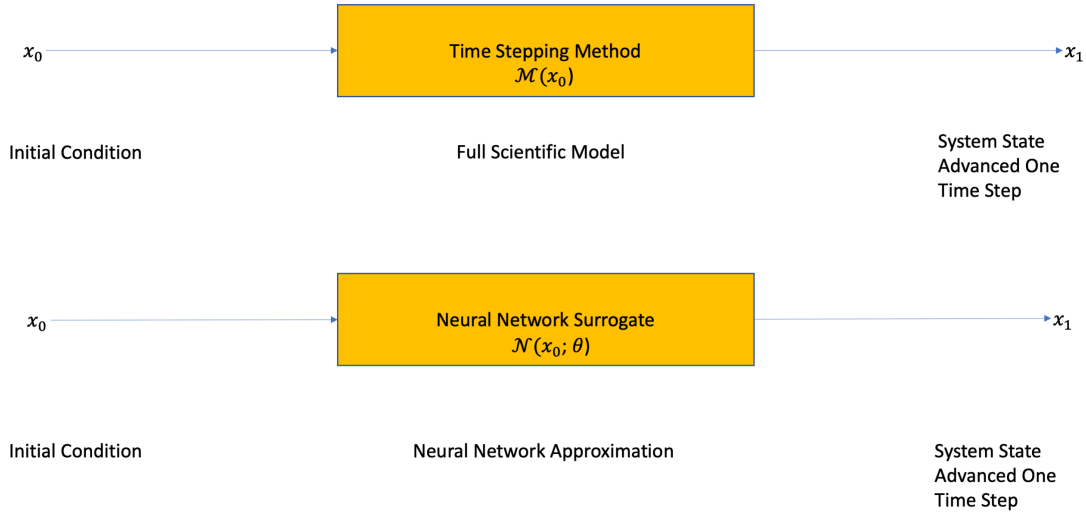 x₀
Time Stepping Method
ℳ(x₀)
x₁
Initial Condition
Full Scientific Model
System State
Advanced One
Time Step
x₀
Neural Network Surrogate
𝒩(x₀; θ)
x₁
Initial Condition
Neural Network Approximation
System State
Advanced One
Time Step